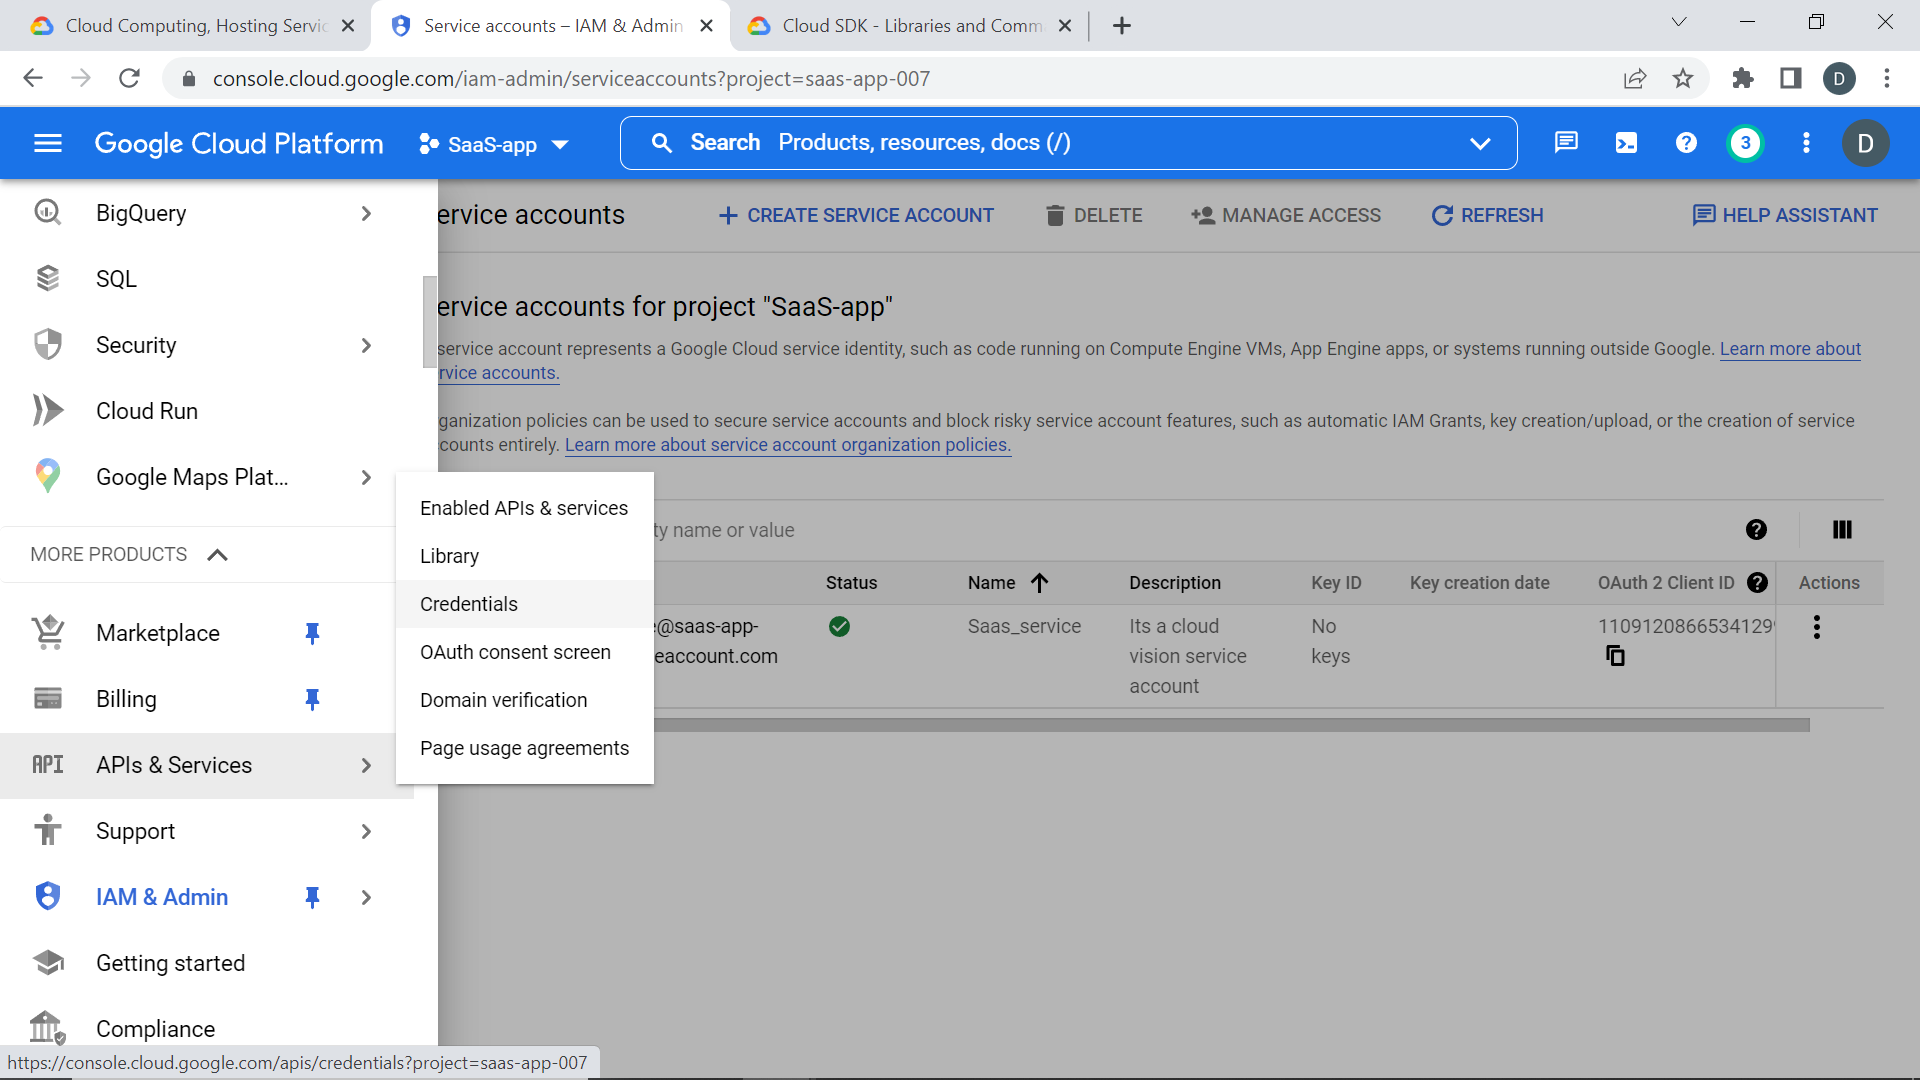 Cloud Computing, Hosting Servic
Service accounts – IAM & Admin
Cloud SDK - Libraries and Comm
console.cloud.google.com/iam-admin/serviceaccounts?project=saas-app-007
D
Google Cloud Platform
SaaS-app
Search Products, resources, docs (/)
3
D
BigQuery
SQL
Security
Cloud Run
Google Maps Plat...
MORE PRODUCTS
Marketplace
Billing
API APIs & Services
Support
IAM & Admin
Getting started
Compliance
Enabled APIs & services
Library
Credentials
OAuth consent screen
Domain verification
Page usage agreements
ervice accounts
CREATE SERVICE ACCOUNT
DELETE
MANAGE ACCESS
REFRESH
HELP ASSISTANT
ervice accounts for project "SaaS-app"
service account represents a Google Cloud service identity, such as code running on Compute Engine VMs, App Engine apps, or systems running outside Google. Learn more about
rvice accounts.
ganization policies can be used to secure service accounts and block risky service account features, such as automatic IAM Grants, key creation/upload, or the creation of service
counts entirely. Learn more about service account organization policies.
ty name or value
Status
Name
Description
Key ID
Key creation date
OAuth 2 Client ID
Actions
@saas-app-
eaccount.com
Saas_service
Its a cloud
vision service
account
No
keys
1109120866534129
https://console.cloud.google.com/apis/credentials?project=saas-app-007